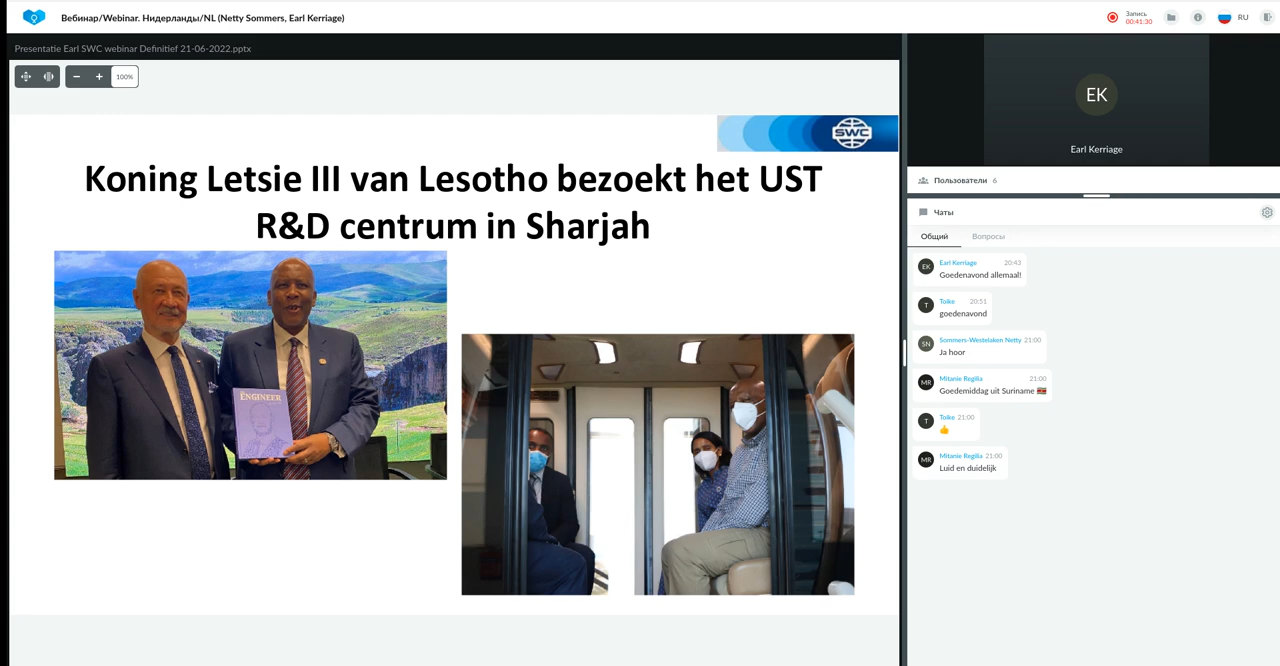 Вебинар/Webinar. Нидерланды/NL (Netty Sommers, Earl Kerriage)
Запись
00:41:30
RU
Presentatie Earl SWC webinar Definitief 21-06-2022.pptx
100%
SWC
Koning Letsie III van Lesotho bezoekt het UST
R&D centrum in Sharjah
ENGINEER
EK
Earl Kerriage
Пользователи 6
Чаты
Общий Вопросы
EK Earl Kerriage 20:43
Goedenavond allemaal!
T Toike 20:51
goedenavond
SN Sommers-Westelaken Netty 21:00
Ja hoor
MR Mitanie Regilia 21:00
Goedemiddag uit Suriname 🇸🇷
T Toike 21:00
👍
MR Mitanie Regilia 21:00
Luid en duidelijk